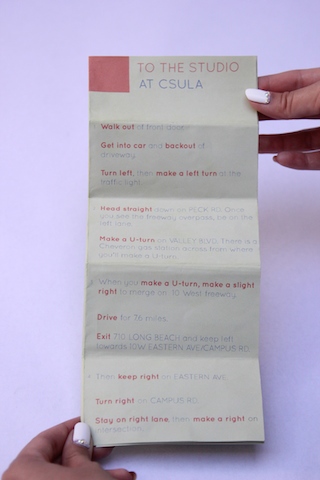 TO THE STUDIO
AT CSULA
Walk out of front door.
Get into car and backout of
driveway.
Turn left, then make a left turn at the
traffic light.
Head straight down on PECK RD. Once
you see the freeway overpass, be on the
left lane.
Make a U-turn on VALLEY BLVD. There is a
Chevron gas station across from where
you'll make a U-turn.
When you make a U-turn, make a slight
right to merge on 10 West freeway.
Drive for 7.6 miles.
Exit 710 LONG BEACH and keep left
towards 10W EASTERN AVE/CAMPUS RD.
Then keep right on EASTERN AVE.
Turn right on CAMPUS RD.
Stay on right lane, then make a right on
intersection.